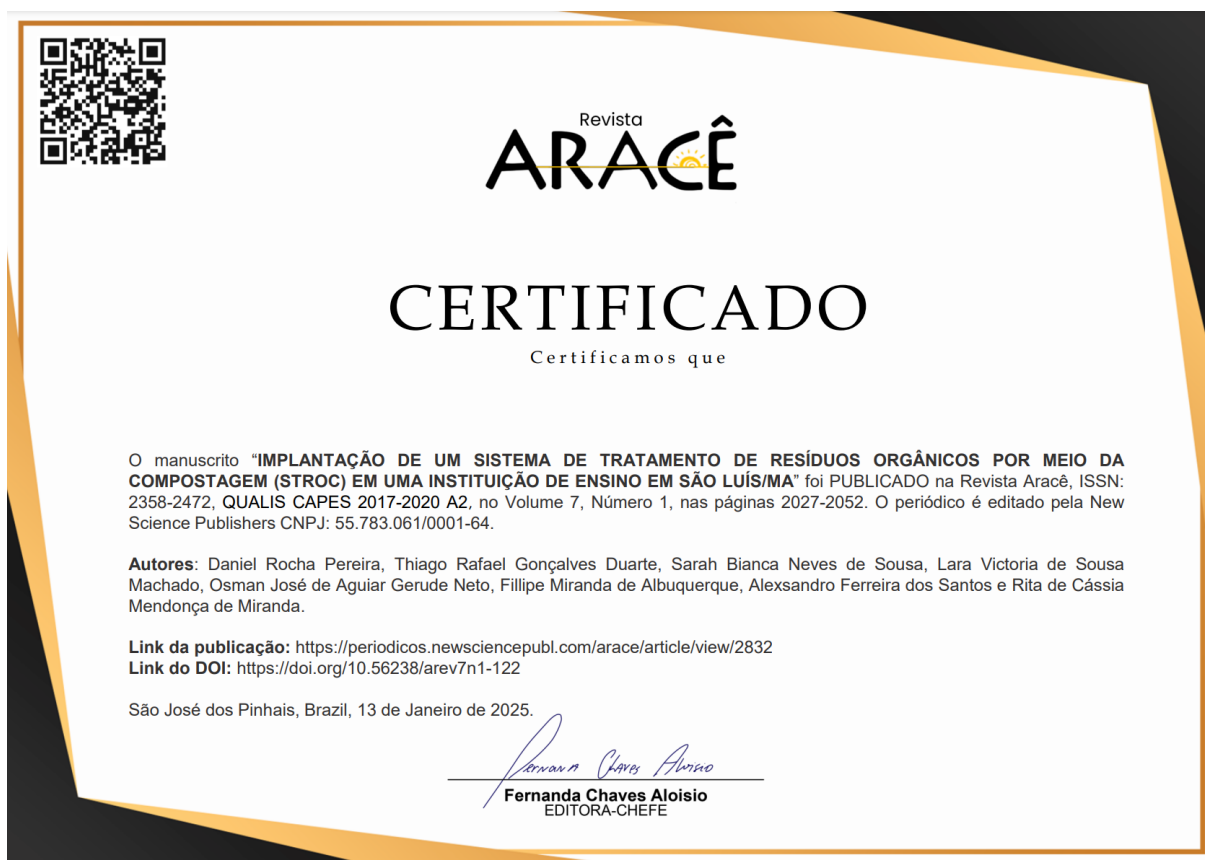 Revista
ARACÊ
CERTIFICADO
Certificamos que
O manuscrito “IMPLANTAÇÃO DE UM SISTEMA DE TRATAMENTO DE RESÍDUOS ORGÂNICOS POR MEIO DA
COMPOSTAGEM (STROC) EM UMA INSTITUIÇÃO DE ENSINO EM SÃO LUÍS/MA” foi PUBLICADO na Revista Aracê, ISSN:
2358-2472, QUALIS CAPES 2017-2020 A2, no Volume 7, Número 1, nas páginas 2027-2052. O periódico é editado pela New
Science Publishers CNPJ: 55.783.061/0001-64.
Autores: Daniel Rocha Pereira, Thiago Rafael Gonçalves Duarte, Sarah Bianca Neves de Sousa, Lara Victoria de Sousa
Machado, Osman José de Aguiar Gerude Neto, Fillipe Miranda de Albuquerque, Alexsandro Ferreira dos Santos e Rita de Cássia
Mendonça de Miranda.
Link da publicação: https://periodicos.newsciencepubl.com/arace/article/view/2832
Link do DOI: https://doi.org/10.56238/arev7n1-122
São José dos Pinhais, Brazil, 13 de Janeiro de 2025.
Fernanda Chaves Aloisio
Fernanda Chaves Aloisio
EDITORA-CHEFE